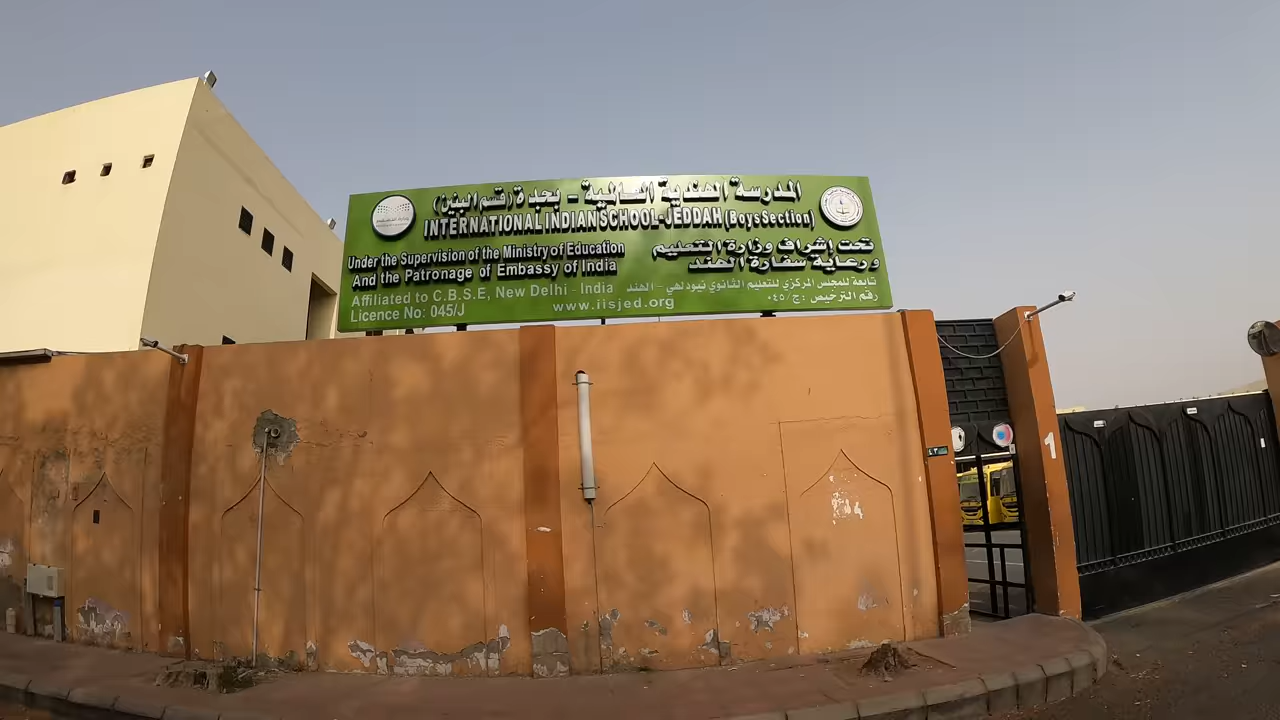 المدرسة الهندية العالمية - بجدة (قسم البنين)
INTERNATIONAL INDIAN SCHOOL-JEDDAH (Boys Section)
Under the Supervision of the Ministry of Education
And the Patronage of Embassy of India
تحت إشراف وزارة التعليم
ورعاية سفارة الهند
Affiliated to C.B.S.E, New Delhi - India
تابعة للمجلس المركزي للتعليم الثانوي نيودلهي - الهند
Licence No: 045/J
www.iisjed.org
رقم الترخيص : ج/٠٤٥
1